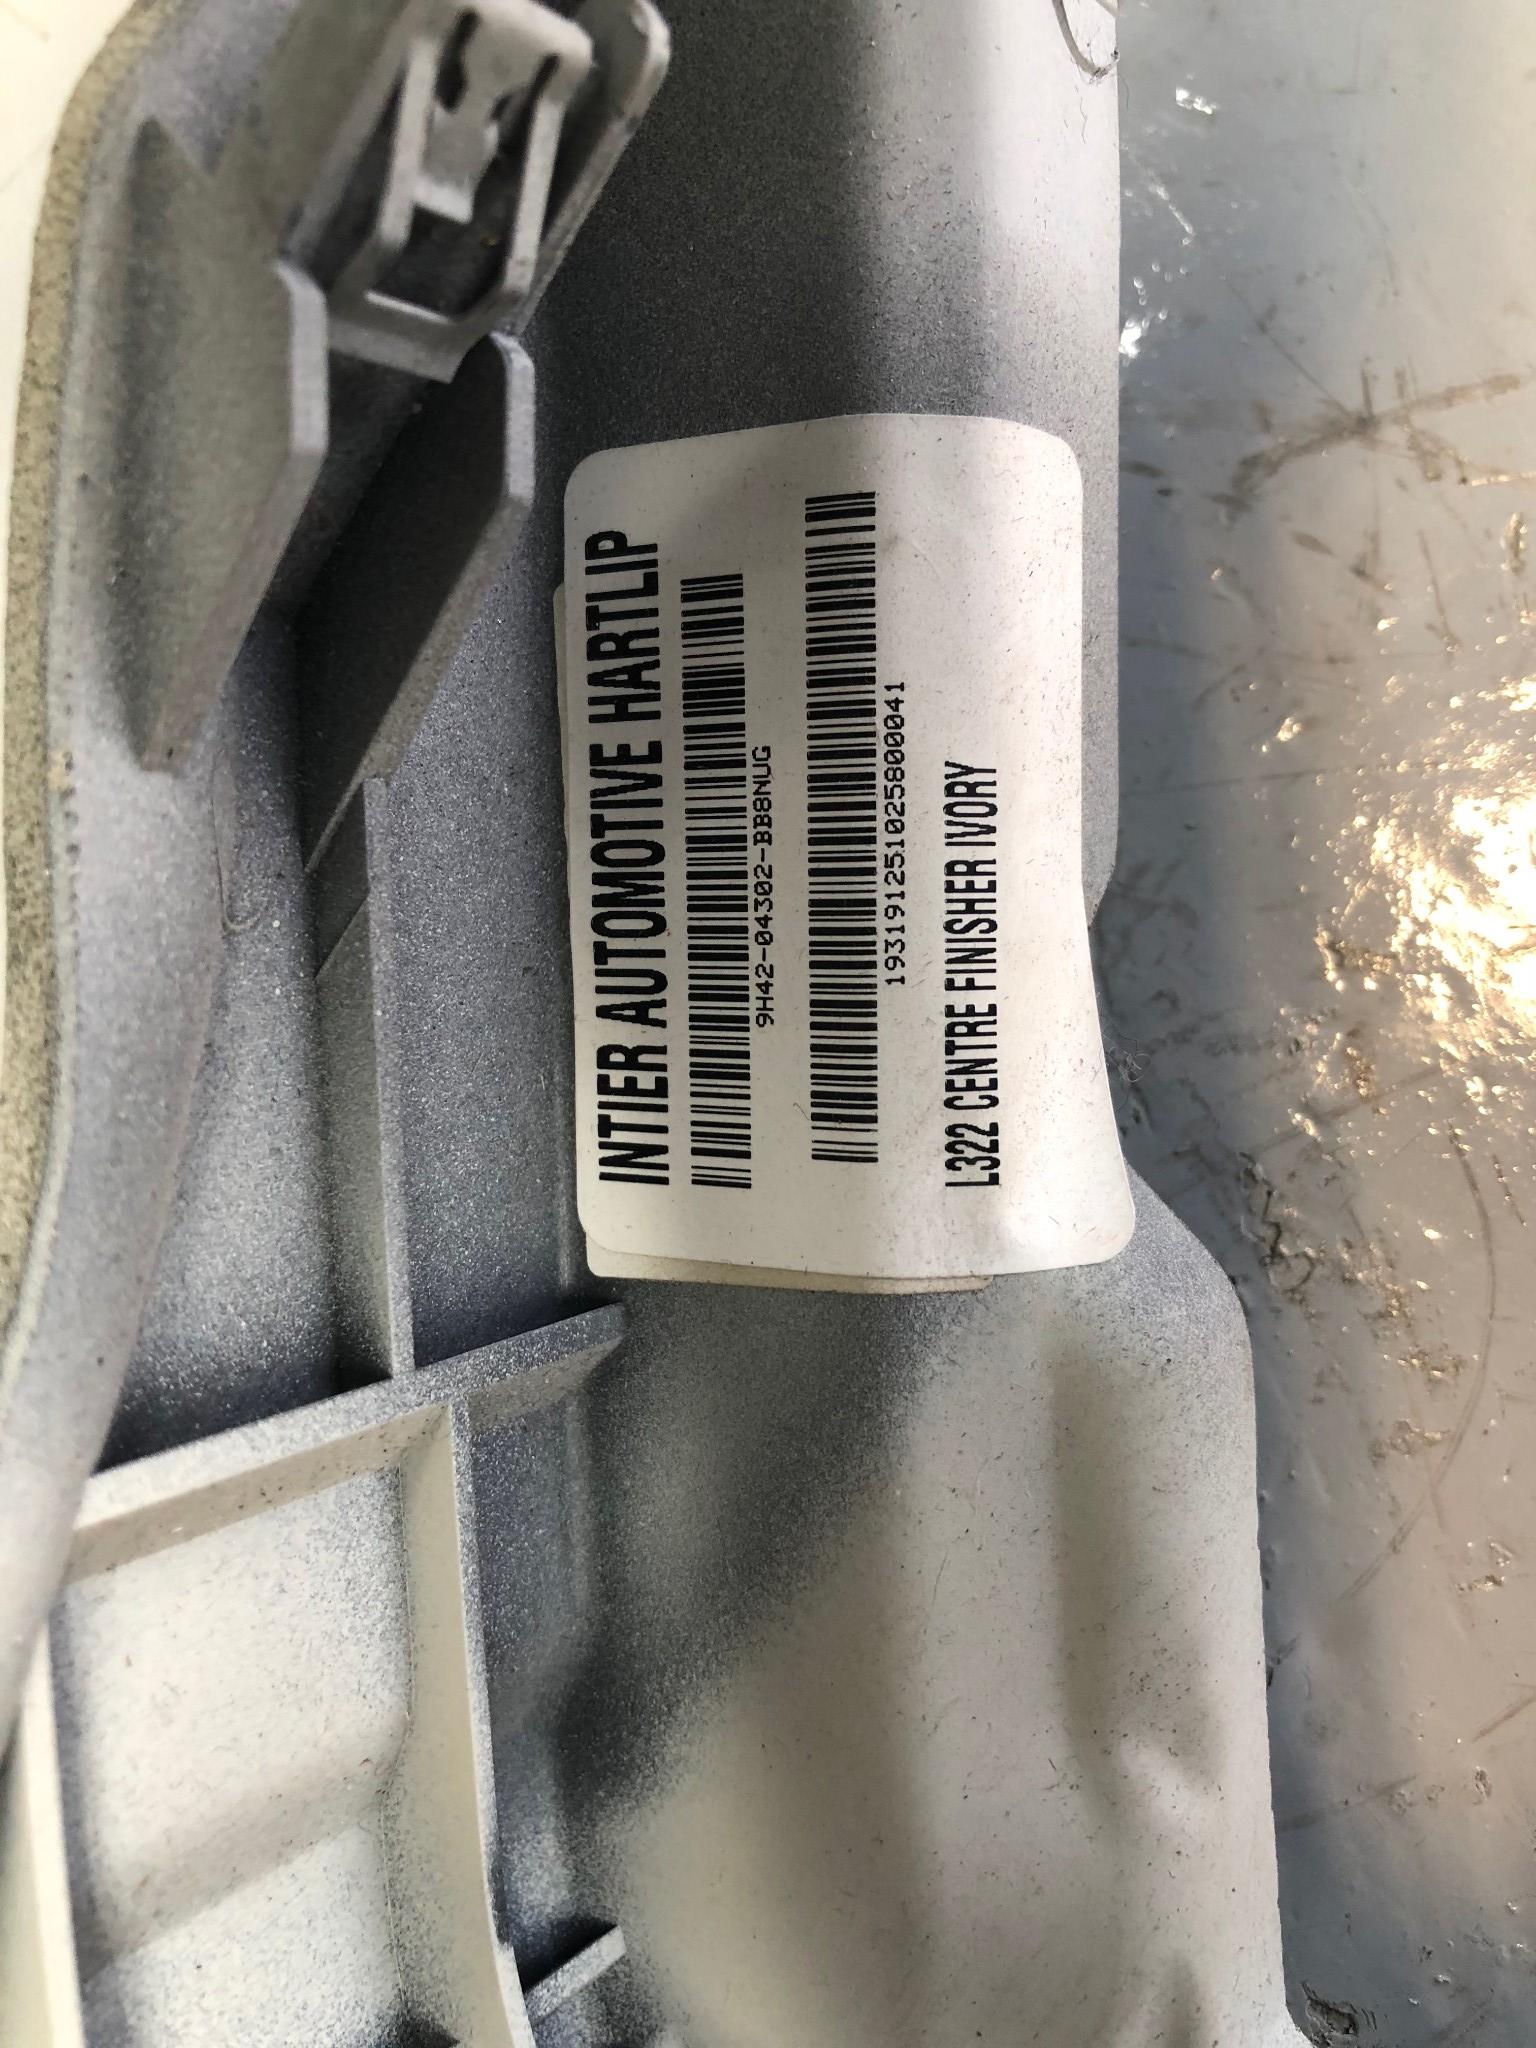 INTIER AUTOMOTIVE HARTLIP
9H42-04302-BB8NUG
193191251025800041
L322 CENTRE FINISHER IVORY